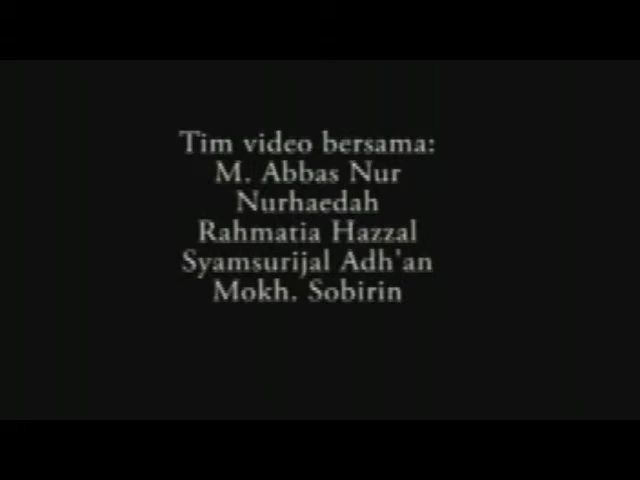 Tim video bersama:
M. Abbas Nur
Nurhaedah
Rahmatia Hazzal
Syamsurijal Adh'an
Mokh. Sobirin